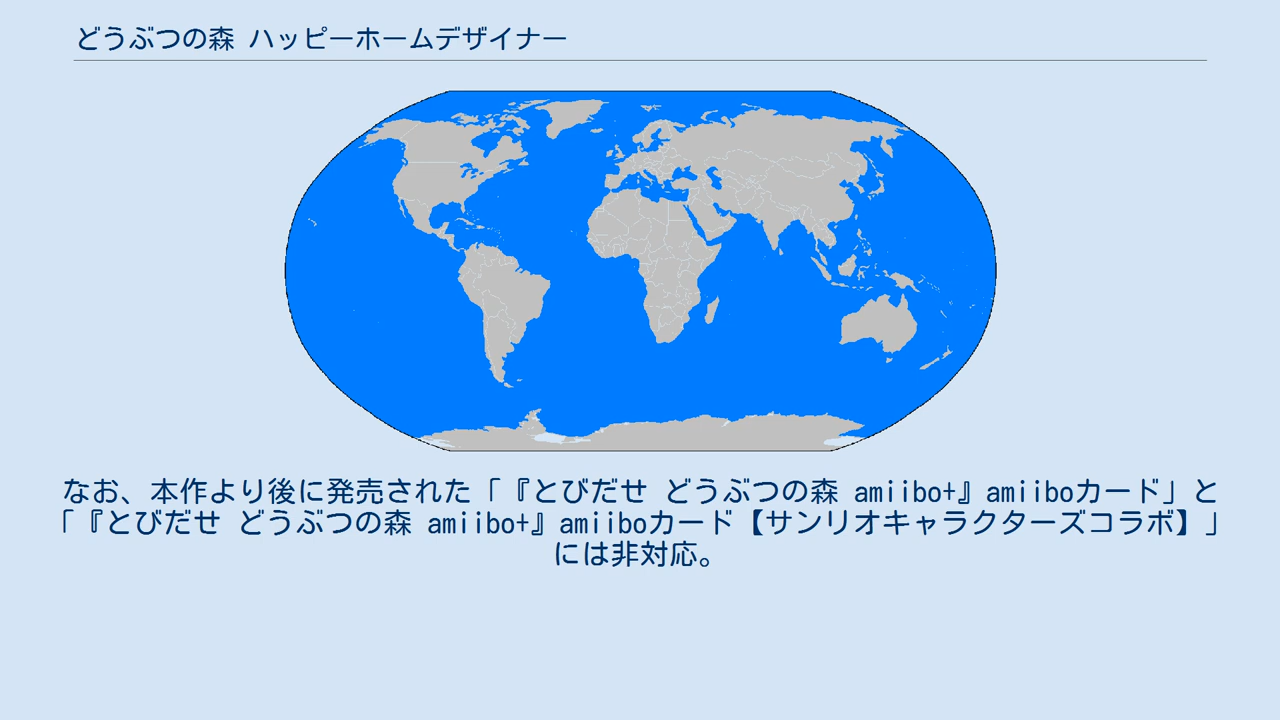 どうぶつの森 ハッピーホームデザイナー
なお、本作より後に発売された「『とびだせ どうぶつの森 amiibo+』amiiboカード」と
「『とびだせ どうぶつの森 amiibo+』amiiboカード【サンリオキャラクターズコラボ】」
には非対応。